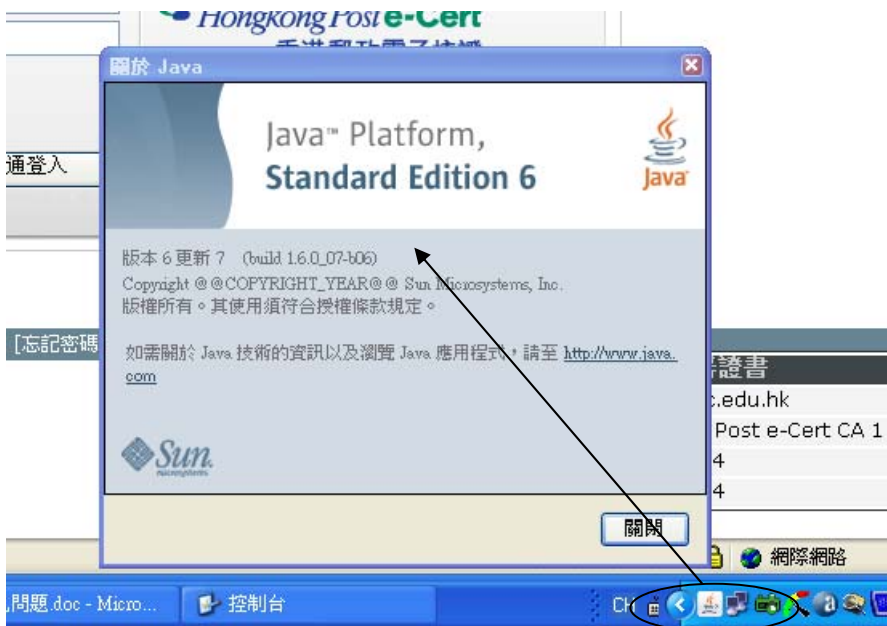 Hongkong Post e-Cert
關於 Java
Java™ Platform,
Standard Edition 6
Java
通登入
版本 6 更新 7 (build 1.6.0_07-b06)
Copyright @@COPYRIGHT_YEAR@@ Sun Microsystems, Inc.
版權所有。其使用須符合授權條款規定。
[忘記密碼
如需關於 Java 技術的資訊以及瀏覽 Java 應用程式，請至 http://www.java.
com
證書
.edu.hk
Post e-Cert CA 1
4
4
Sun
microsystems
關閉
網際網路
問題.doc - Micro...
控制台
CH